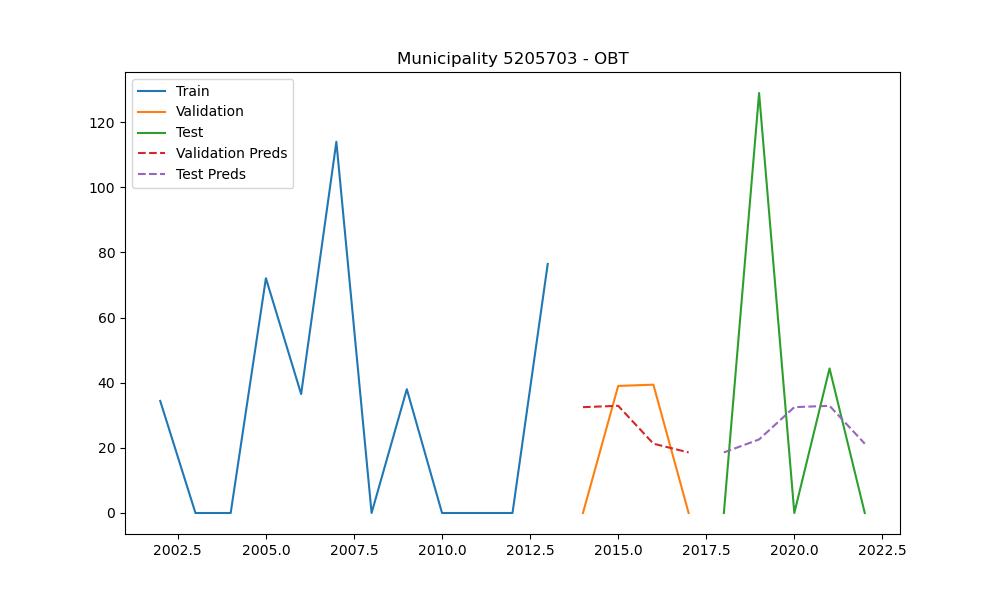 Municipality 5205703 - OBT
Train
Validation
Test
Validation Preds
Test Preds
120
100
80
60
40
20
0
2002.5 2005.0 2007.5 2010.0 2012.5 2015.0 2017.5 2020.0 2022.5